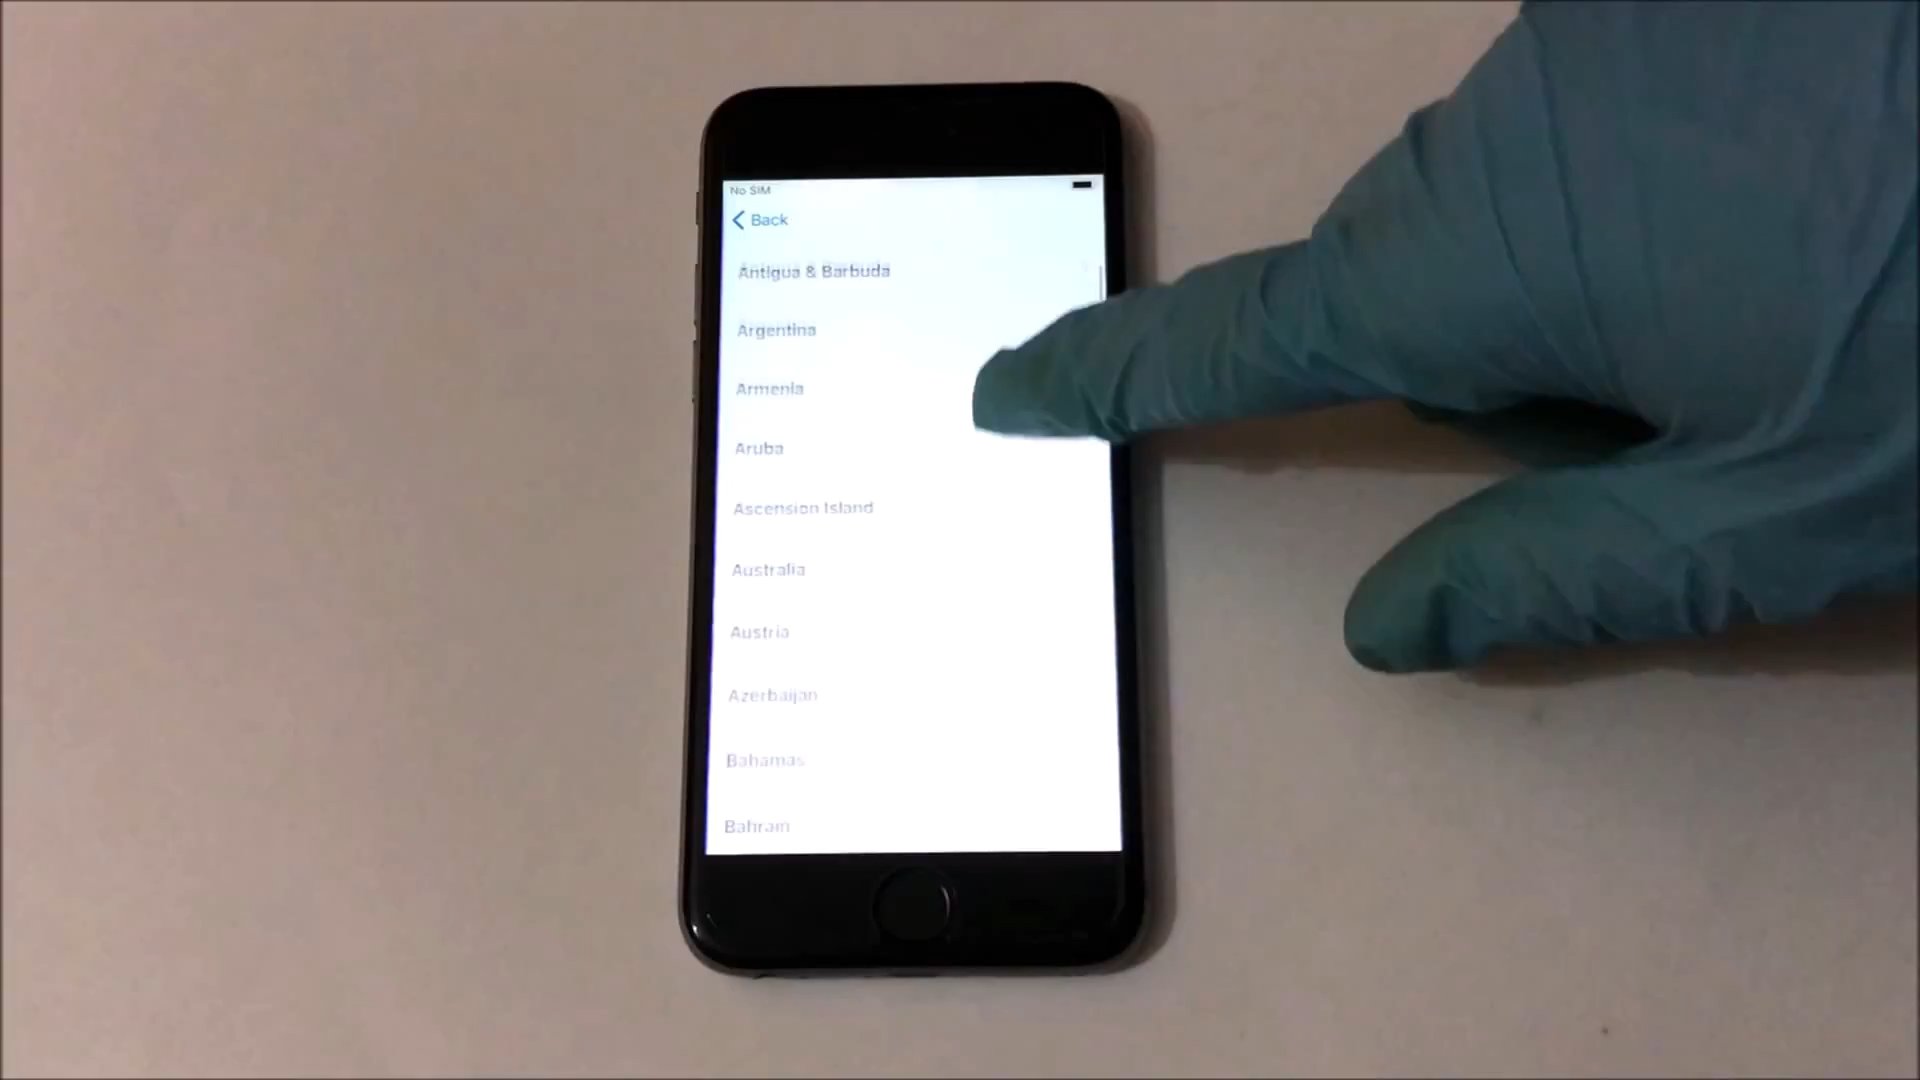 No SIM
Back
Antigua & Barbuda
Argentina
Armenia
Aruba
Ascension Island
Australia
Austria
Azerbaijan
Bahamas
Bahrain